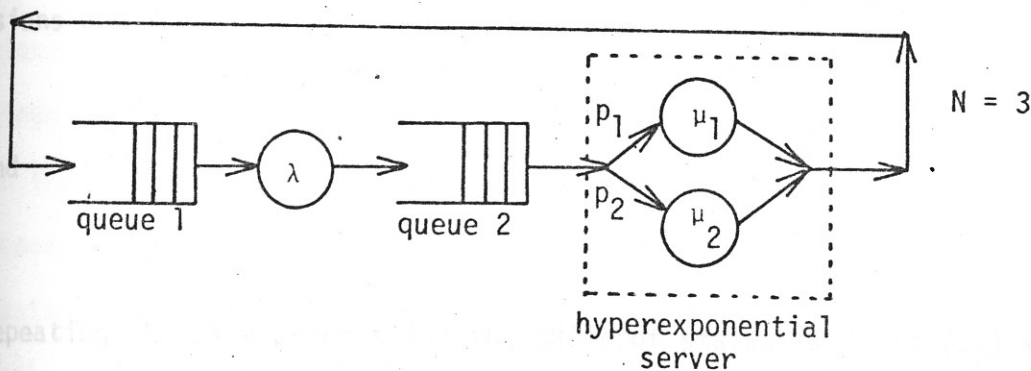 N = 3
p1
μ1
λ
p2
μ2
queue 1
queue 2
hyperexponential
server